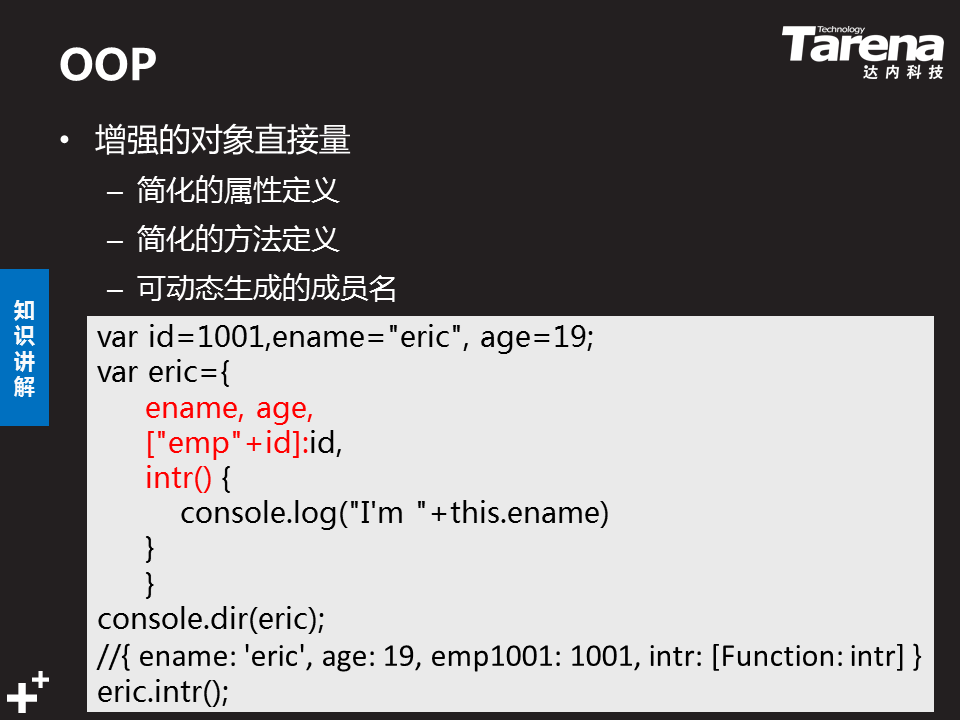 OOP
Technology
Tarena
达内科技
• 增强的对象直接量
– 简化的属性定义
– 简化的方法定义
– 可动态生成的成员名
知识讲解
var id=1001,ename="eric", age=19;
var eric={
ename, age,
["emp"+id]:id,
intr() {
console.log("I'm "+this.ename)
}
}
console.dir(eric);
//{ ename: 'eric', age: 19, emp1001: 1001, intr: [Function: intr] }
eric.intr();